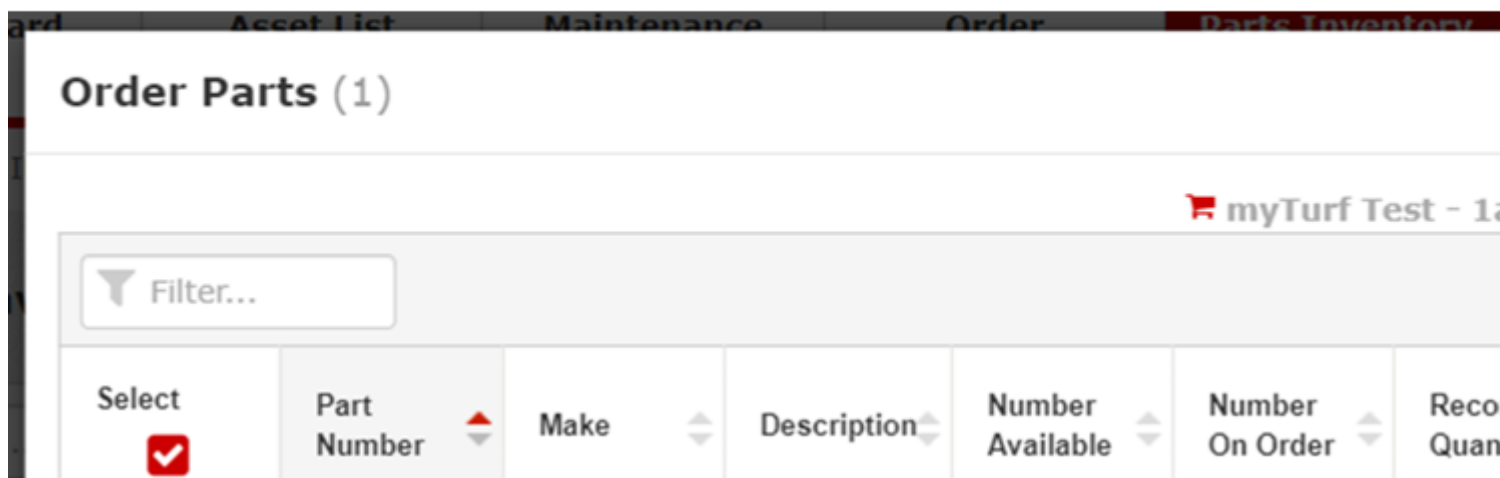 Asset List Maintenance Order Parts Inventory
Order Parts (1)
myTurf Test -
Filter...
Select
Part Number
Make
Description
Number Available
Number On Order